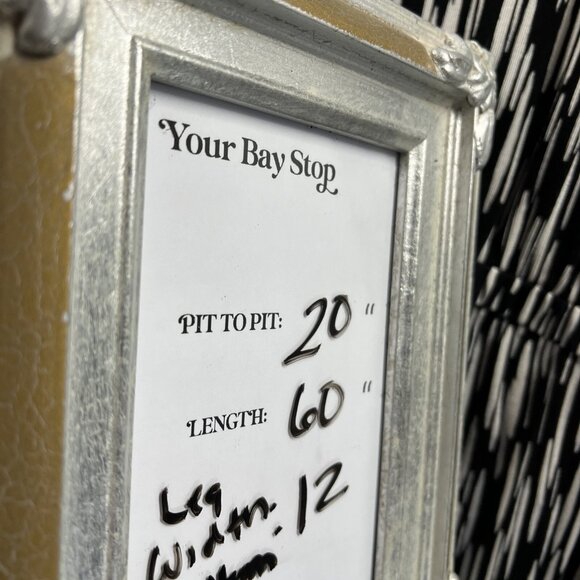 Your Bay Stop
PIT TO PIT: 20 "
LENGTH: 60 "
Leg
Width. 12